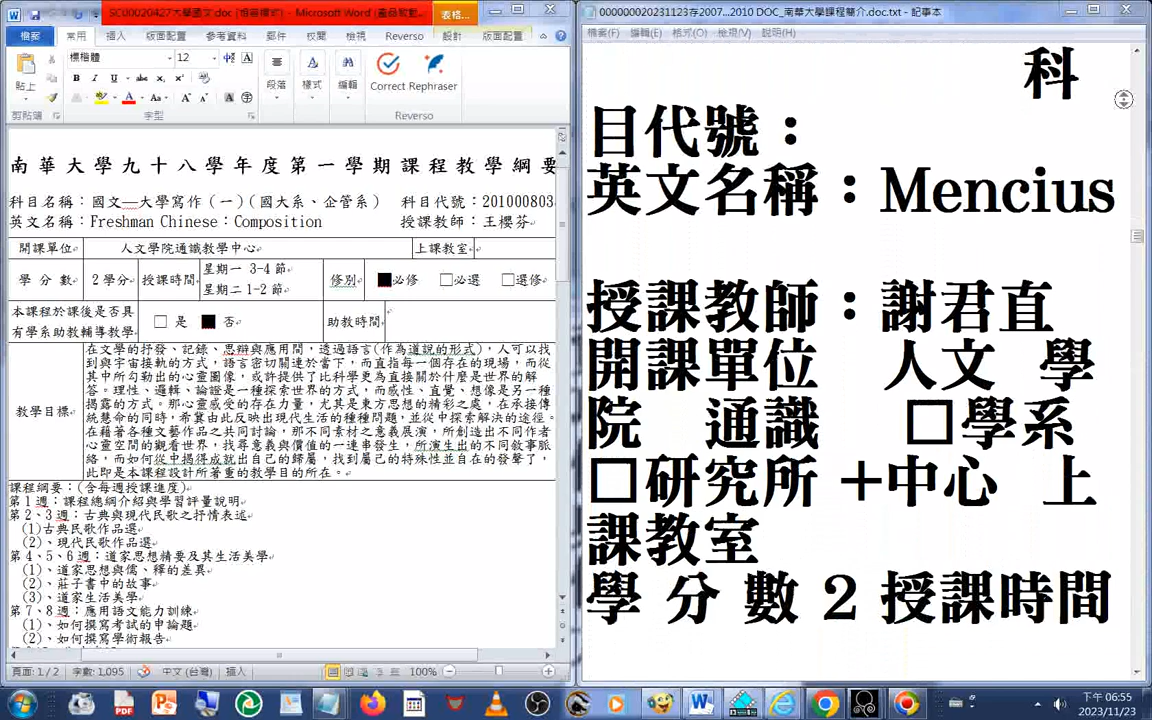 SC00020427大學國文.doc (相容模式) - Microsoft Word (產品啟動...
表格...
檔案 常用 插入 版面配置 參考資料 郵件 校閱 檢視 Reverso 設計 版面配置
標楷體 12
貼上 段落 樣式 編輯 Correct Rephraser
剪貼簿 字型 Reverso
南華大學九十八學年度第一學期課程教學綱要
科目名稱：國文—大學寫作(一)(國大系、企管系) 科目代號：201000803
英文名稱：Freshman Chinese：Composition 授課教師：王櫻芬
開課單位 人文學院通識教學中心 上課教室
學 分 數 2學分 授課時間 星期一 3-4節 修別 ■必修 □必選 □選修
星期二1-2節
本課程於課後是否具 □ 是 ■ 否 助教時間
有學系助教輔導教學
教學目標
在文學的抒發、記錄、思辯與應用間，透過語言(作為道說的形式)，人可以找
到與宇宙接軌的方式，語言密切關連於當下，而直指每一個存在的現場，而從
其中所勾勒出的心靈圖像，或許提供了比科學更為直接關於什麼是世界的解
答。理性、邏輯、論證是一種探索世界的方式，而感性、直覺、想像是另一種
揭露的方式。那心靈感受的存在力量，尤其是東方思想的精彩之處，在承接傳
統慧命的同時，希冀由此反映出現代生活的種種問題，並從中探索解決的途徑。
在藉著各種文藝作品之共同討論，那不同素材之意義展演，所創造出不同作者
心靈空間的觀看世界，找尋意義與價值的一連串發生，所演生出的不同敘事脈
絡，而如何從中揭得成就出自己的歸屬，找到屬己的特殊性並自在的發聲了，
此即是本課程設計所著重的教學目的所在。
課程綱要：(含每週授課進度)
第1週：課程總綱介紹與學習評量說明
第2、3週：古典與現代民歌之抒情表述
(1)古典民歌作品選
(2)、現代民歌作品選
第4、5、6週：道家思想精要及其生活美學
(1)、道家思想與儒、釋的差異
(2)、莊子書中的故事
(3)、道家生活美學
第7、8週：應用語文能力訓練
(1)、如何撰寫考試的申論題
(2)、如何撰寫學術報告
頁面：1/2 字數：1,095 中文 (台灣) 插入 100%
000000020231123存2007...2010 DOC_南華大學課程簡介.doc.txt - 記事本
檔案(F) 編輯(E) 格式(O) 檢視(V) 說明(H)
科
目代號：
英文名稱：Mencius
授課教師：謝君直
開課單位 人文 學
院 通識 □學系
□研究所 +中心 上
課教室
學 分 數 2 授課時間
下午 06:55
2023/11/23